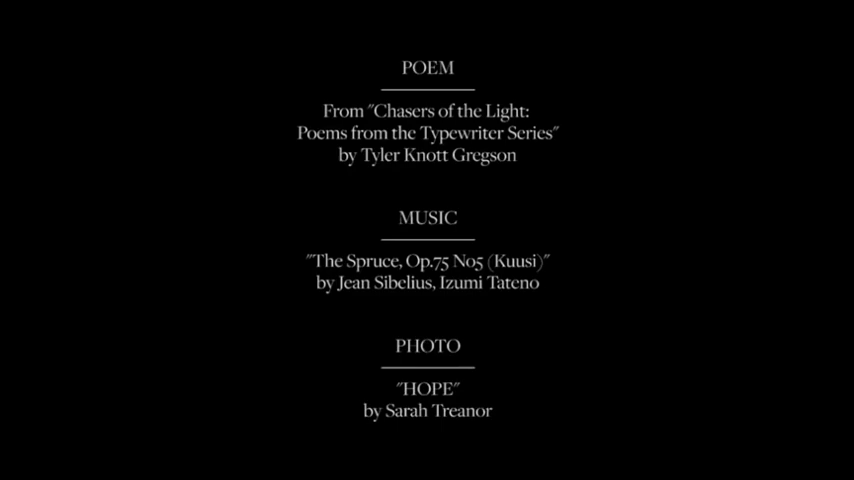 POEM
From "Chasers of the Light:
Poems from the Typewriter Series"
by Tyler Knott Gregson
MUSIC
"The Spruce, Op.75 No5 (Kuusi)"
by Jean Sibelius, Izumi Tateno
PHOTO
"HOPE"
by Sarah Treanor